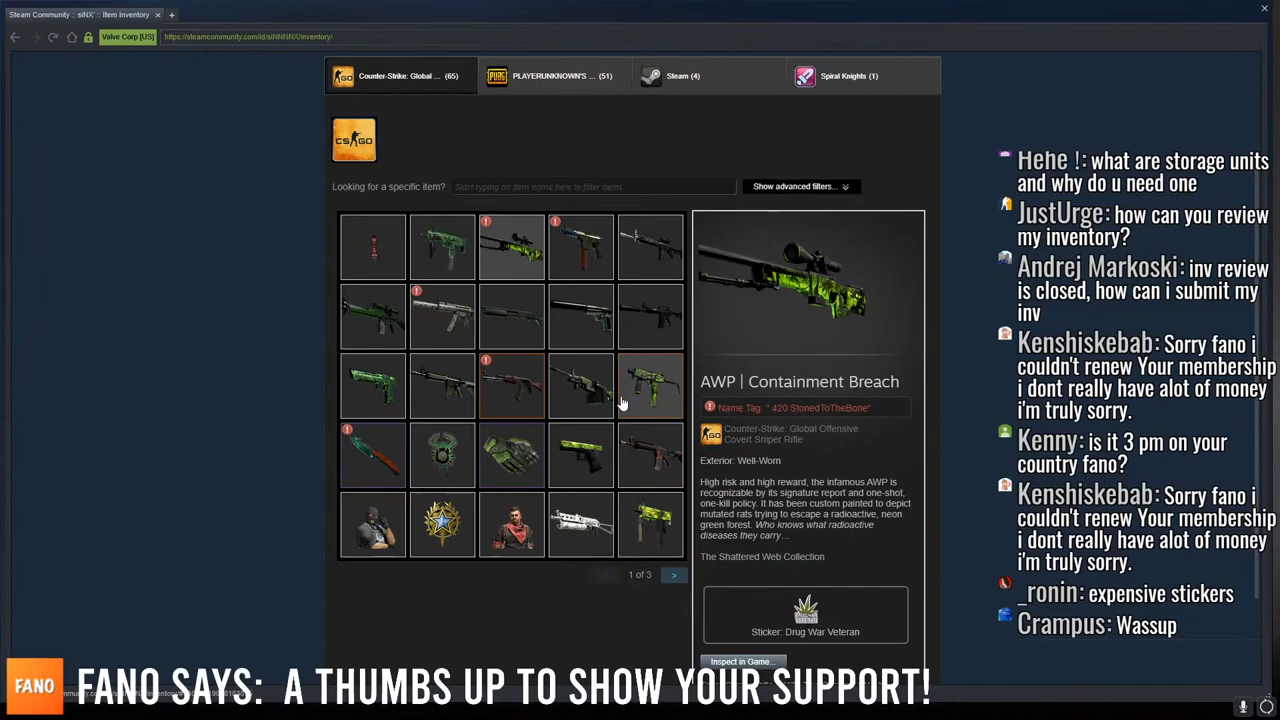 Steam Community :: siNX' :: Item Inventory
Valve Corp [US]
https://steamcommunity.com/id/siNNNNX/inventory/
Counter-Strike: Global ... (65)
PUBG
PLAYERUNKNOWN'S ... (51)
Steam (4)
Spiral Knights (1)
CS GO
Looking for a specific item?
Start typing an item name here to filter items
Show advanced filters...
AWP | Containment Breach
Name Tag: '' 420 StonedToTheBone''
Counter-Strike: Global Offensive
Covert Sniper Rifle
Exterior: Well-Worn
High risk and high reward, the infamous AWP is
recognizable by its signature report and one-shot,
one-kill policy. It has been custom painted to depict
mutated rats trying to escape a radioactive, neon
green forest. Who knows what radioactive
diseases they carry…
The Shattered Web Collection
Sticker: Drug War Veteran
Inspect in Game...
1 of 3
Hehe !: what are storage units
and why do u need one
JustUrge: how can you review
my inventory?
Andrej Markoski: inv review
is closed, how can i submit my
inv
Kenshiskebab: Sorry fano i
couldn't renew Your membership
i dont really have alot of money
i'm truly sorry.
Kenny: is it 3 pm on your
country fano?
Kenshiskebab: Sorry fano i
couldn't renew Your membership
i dont really have alot of money
i'm truly sorry.
_ronin: expensive stickers
Crampus: Wassup
FANO
FANO SAYS: A THUMBS UP TO SHOW YOUR SUPPORT!